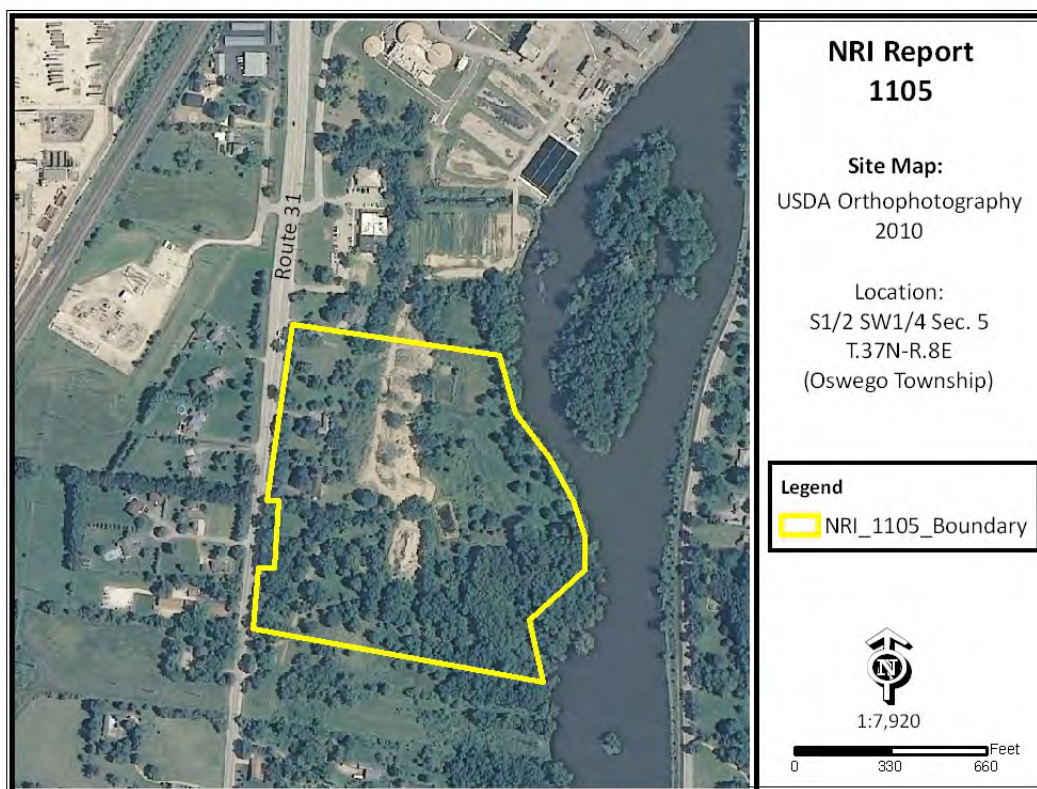 Route 31
NRI Report
1105
Site Map:
USDA Orthophotography
2010
Location:
S1/2 SW1/4 Sec. 5
T.37N-R.8E
(Oswego Township)
Legend
NRI_1105_Boundary
N
1:7,920
Feet
0 330 660